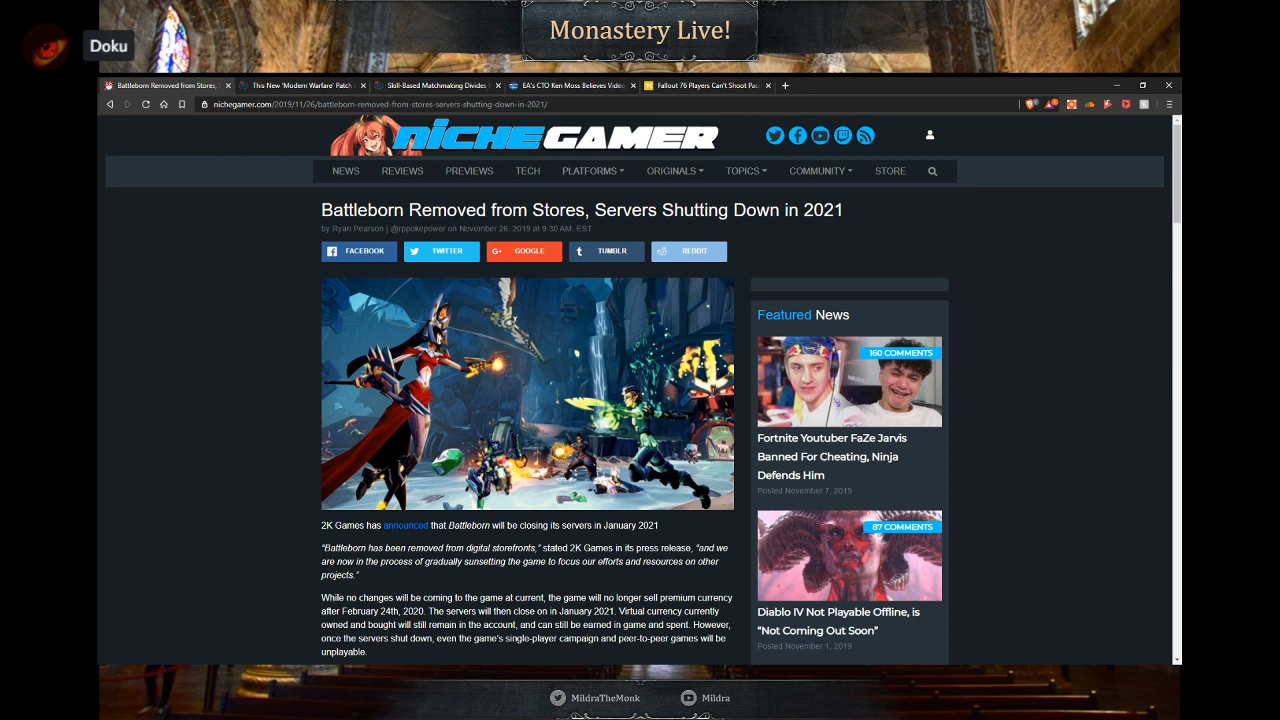 Monastery Live!
Doku
Battleborn Removed from Stores,
This New 'Modern Warfare' Patch
Skill-Based Matchmaking Divides
EA's CTO Ken Moss Believes Vide
Fallout 76 Players Can't Shoot Pa
nichegamer.com/2019/11/26/battleborn-removed-from-stores-servers-shutting-down-in-2021/
NICHEGAMER
NEWS REVIEWS PREVIEWS TECH PLATFORMS ORIGINALS TOPICS COMMUNITY STORE
Battleborn Removed from Stores, Servers Shutting Down in 2021
by Ryan Pearson | @rppokepower on November 26, 2019 at 9:30 AM, EST
FACEBOOK TWITTER GOOGLE TUMBLR REDDIT
2K Games has announced that Battleborn will be closing its servers in January 2021
"Battleborn has been removed from digital storefronts," stated 2K Games in its press release, "and we
are now in the process of gradually sunsetting the game to focus our efforts and resources on other
projects."
While no changes will be coming to the game at current, the game will no longer sell premium currency
after February 24th, 2020. The servers will then close on in January 2021. Virtual currency currently
owned and bought will still remain in the account, and can still be earned in game and spent. However,
once the servers shut down, even the game's single-player campaign and peer-to-peer games will be
unplayable.
Featured News
160 COMMENTS
Fortnite Youtuber FaZe Jarvis
Banned For Cheating, Ninja
Defends Him
Posted November 7, 2019
87 COMMENTS
Diablo IV Not Playable Offline, is
“Not Coming Out Soon”
Posted November 1, 2019
MildraTheMonk
Mildra